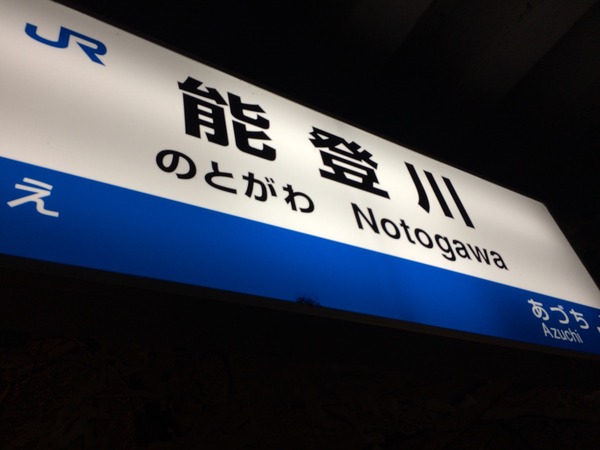 JR
能登川
のとがわ Notogawa
え
あづち
Azuchi